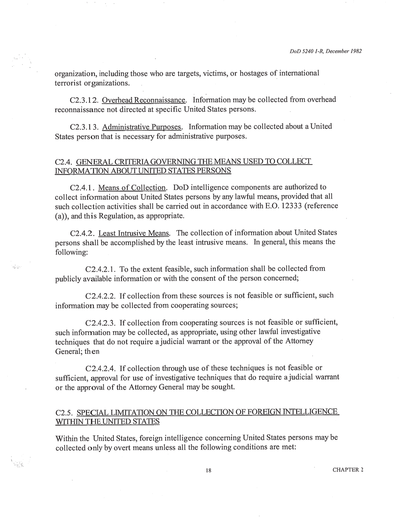 DoD 5240 1-R, December 1982
organization, including those who are targets, victims, or hostages of international
terrorist organizations.
C2.3.12. Overhead Reconnaissance. Information may be collected from overhead
reconnaissance not directed at specific United States persons.
C2.3.13. Administrative Purposes. Information may be collected about a United
States person that is necessary for administrative purposes.
C2.4. GENERAL CRITERIA GOVERNING THE MEANS USED TO COLLECT
INFORMATION ABOUT UNITED STATES PERSONS
C2.4.1. Means of Collection. DoD intelligence components are authorized to
collect information about United States persons by any lawful means, provided that all
such collection activities shall be carried out in accordance with E.O. 12333 (reference
(a)), and this Regulation, as appropriate.
C2.4.2. Least Intrusive Means. The collection of information about United States
persons shall be accomplished by the least intrusive means. In general, this means the
following:
C2.4.2.1. To the extent feasible, such information shall be collected from
publicly available information or with the consent of the person concerned;
C2.4.2.2. If collection from these sources is not feasible or sufficient, such
information may be collected from cooperating sources;
C2.4.2.3. If collection from cooperating sources is not feasible or sufficient,
such information may be collected, as appropriate, using other lawful investigative
techniques that do not require a judicial warrant or the approval of the Attorney
General; then
C2.4.2.4. If collection through use of these techniques is not feasible or
sufficient, approval for use of investigative techniques that do require a judicial warrant
or the approval of the Attorney General may be sought.
C2.5. SPECIAL LIMITATION ON THE COLLECTION OF FOREIGN INTELLIGENCE
WITHIN THE UNITED STATES
Within the United States, foreign intelligence concerning United States persons may be
collected only by overt means unless all the following conditions are met:
18
CHAPTER 2